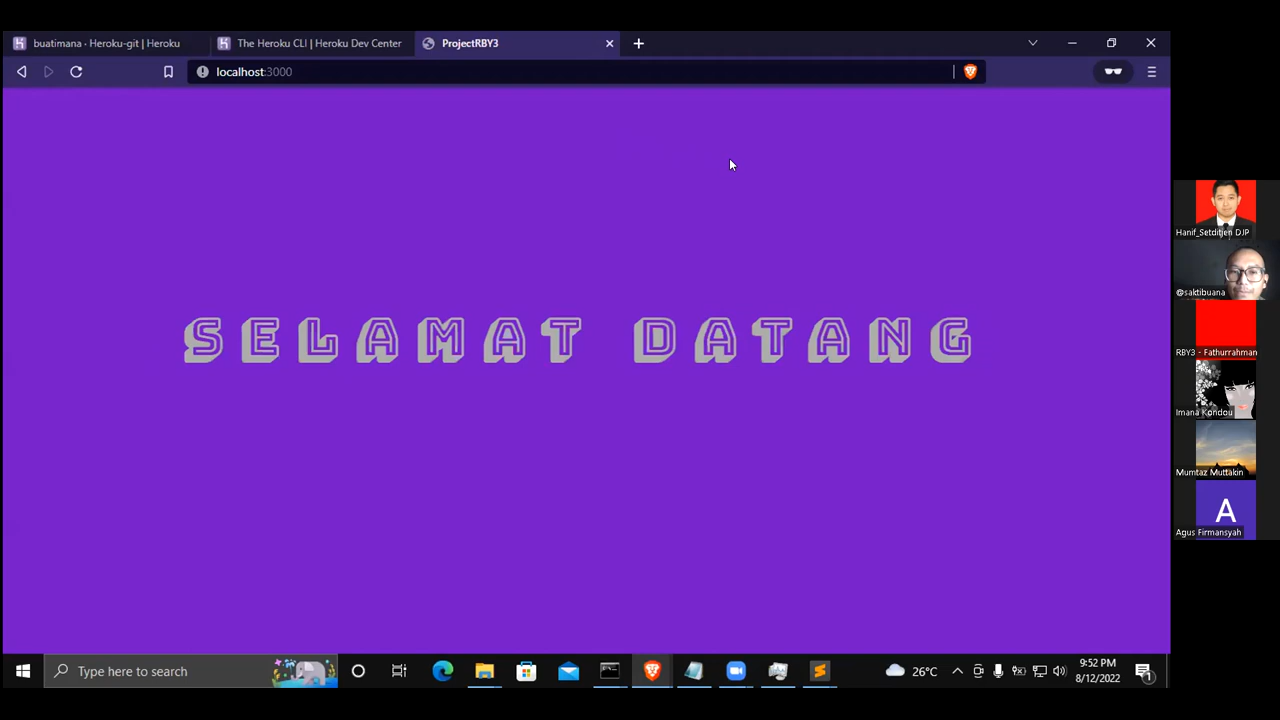 buatimana · Heroku-git | Heroku
The Heroku CLI | Heroku Dev Center
ProjectRBY3
localhost:3000
SELAMAT DATANG
Hanif_Setditjen DJP
@saktibuana
RBY3 - Fathurrahman
Imana Kondou
Mumtaz Muttakin
A
Agus Firmansyah
Type here to search
26°C
9:52 PM
8/12/2022
1